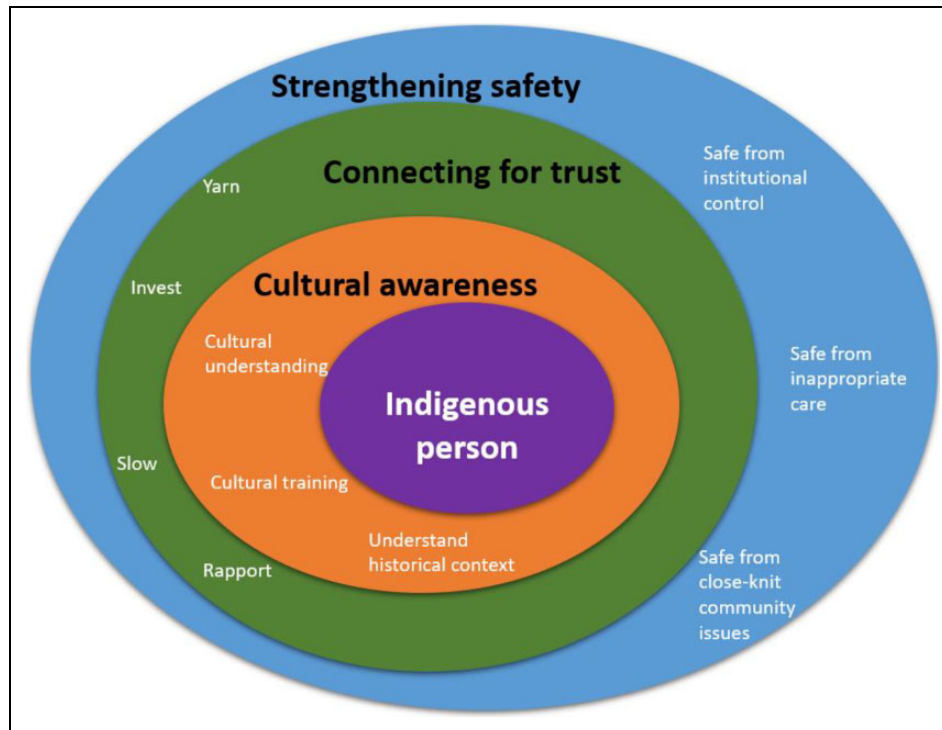 Strengthening safety
Connecting for trust
Yarn
Invest
Slow
Rapport
Cultural awareness
Cultural
understanding
Cultural training
Understand
historical context
Indigenous
person
Safe from
institutional
control
Safe from
inappropriate
care
Safe from
close-knit
community
issues